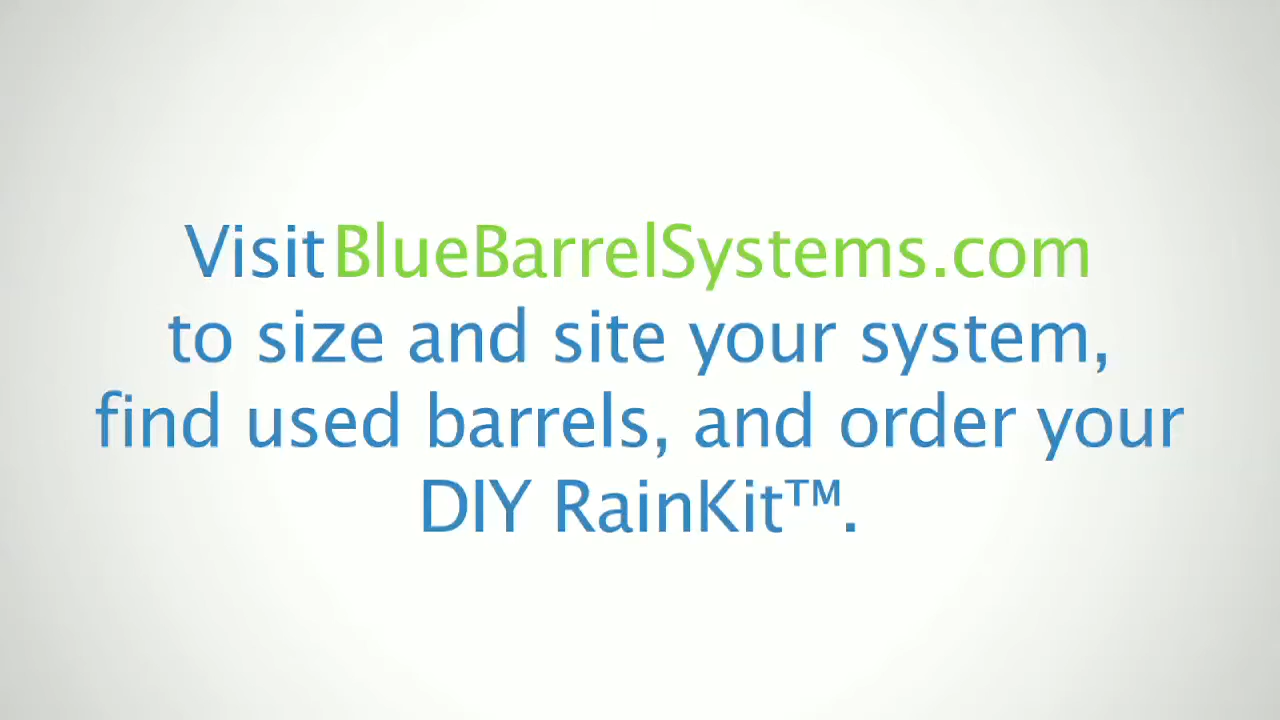 Visit BlueBarrelSystems.com
to size and site your system,
find used barrels, and order your
DIY RainKit™.